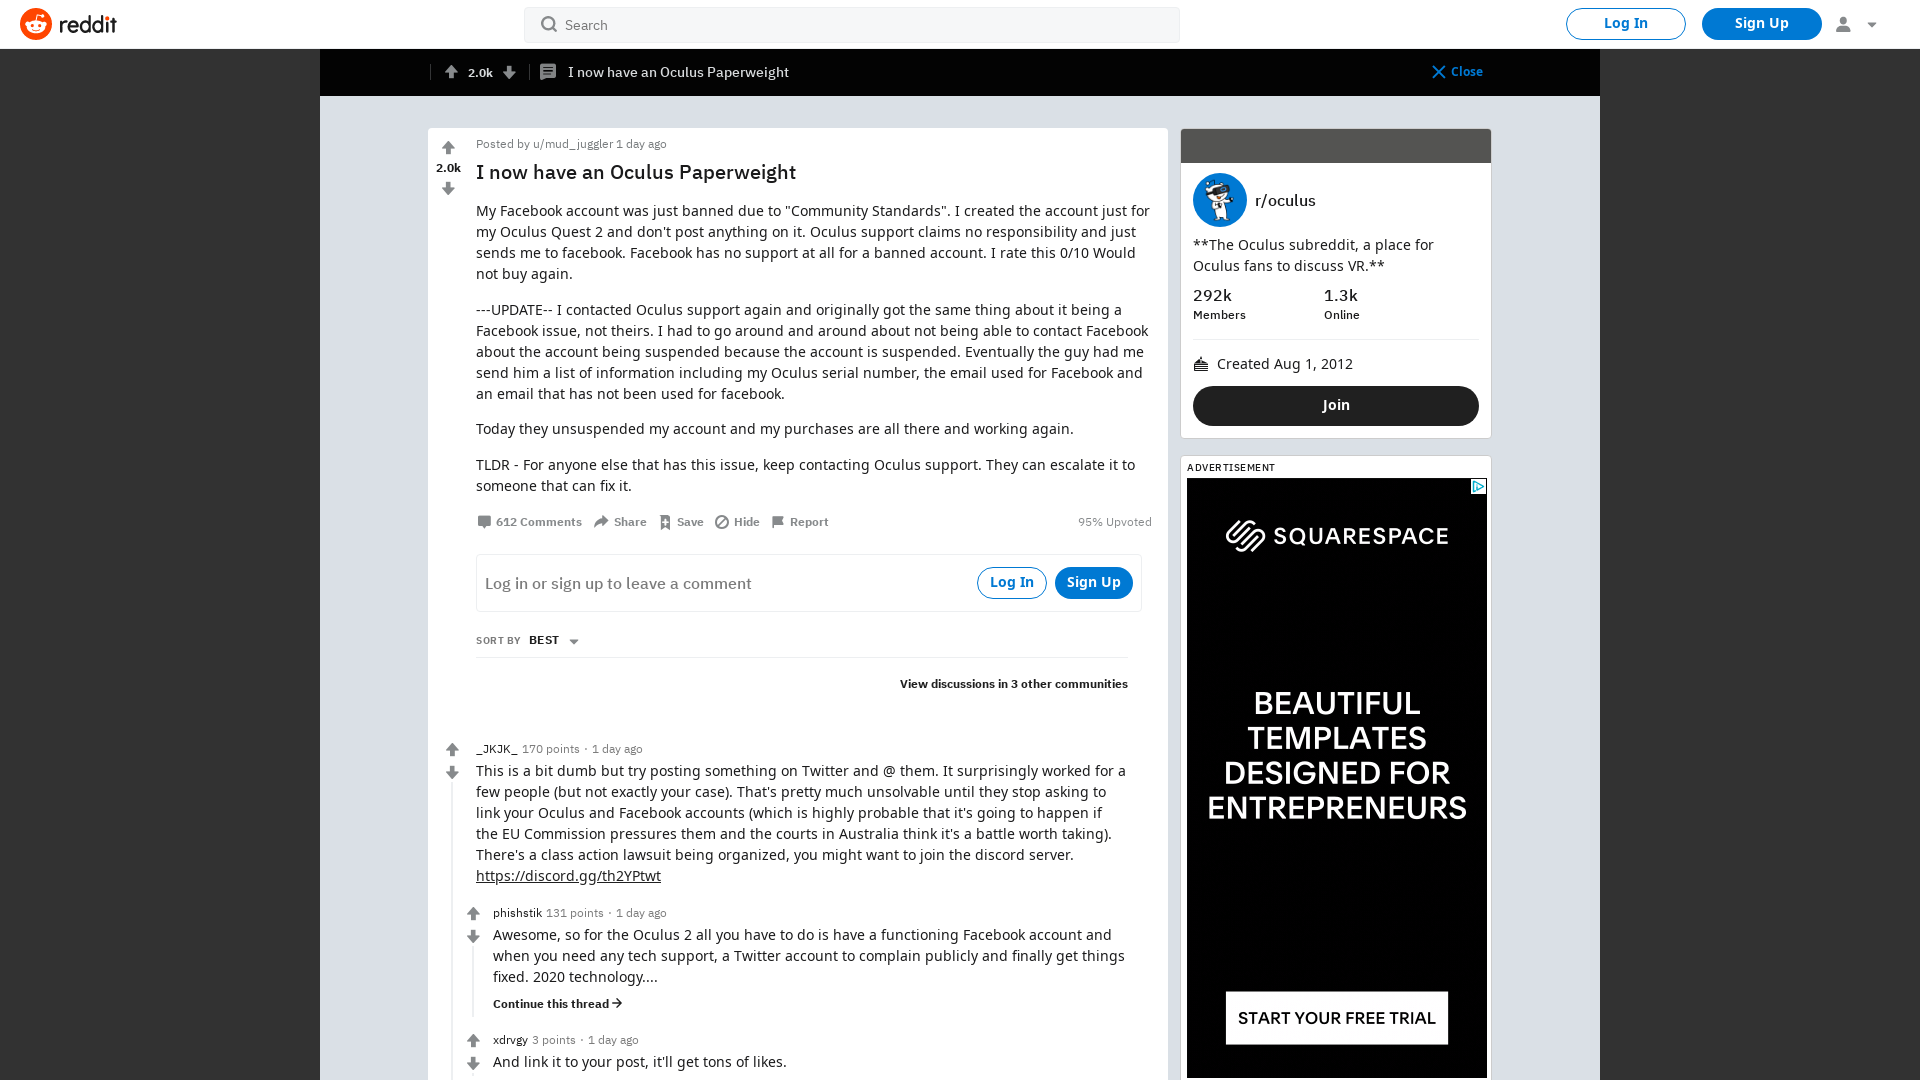 reddit
Search
Log In
Sign Up
2.0k
I now have an Oculus Paperweight
Close
Posted by u/mud_juggler 1 day ago
2.0k
I now have an Oculus Paperweight
My Facebook account was just banned due to "Community Standards". I created the account just for
my Oculus Quest 2 and don't post anything on it. Oculus support claims no responsibility and just
sends me to facebook. Facebook has no support at all for a banned account. I rate this 0/10 Would
not buy again.
---UPDATE-- I contacted Oculus support again and originally got the same thing about it being a
Facebook issue, not theirs. I had to go around and around about not being able to contact Facebook
about the account being suspended because the account is suspended. Eventually the guy had me
send him a list of information including my Oculus serial number, the email used for Facebook and
an email that has not been used for facebook.
Today they unsuspended my account and my purchases are all there and working again.
TLDR - For anyone else that has this issue, keep contacting Oculus support. They can escalate it to
someone that can fix it.
612 Comments
Share
Save
Hide
Report
95% Upvoted
Log in or sign up to leave a comment
Log In
Sign Up
SORT BY
BEST
View discussions in 3 other communities
_JKJK_ 170 points · 1 day ago
This is a bit dumb but try posting something on Twitter and @ them. It surprisingly worked for a
few people (but not exactly your case). That's pretty much unsolvable until they stop asking to
link your Oculus and Facebook accounts (which is highly probable that it's going to happen if
the EU Commission pressures them and the courts in Australia think it's a battle worth taking).
There's a class action lawsuit being organized, you might want to join the discord server.
https://discord.gg/th2YPtwt
phishstik 131 points · 1 day ago
Awesome, so for the Oculus 2 all you have to do is have a functioning Facebook account and
when you need any tech support, a Twitter account to complain publicly and finally get things
fixed. 2020 technology....
Continue this thread
xdrvgy 3 points · 1 day ago
And link it to your post, it'll get tons of likes.
r/oculus
**The Oculus subreddit, a place for
Oculus fans to discuss VR.**
292k
Members
1.3k
Online
Created Aug 1, 2012
Join
ADVERTISEMENT
SQUARESPACE
BEAUTIFUL
TEMPLATES
DESIGNED FOR
ENTREPRENEURS
START YOUR FREE TRIAL